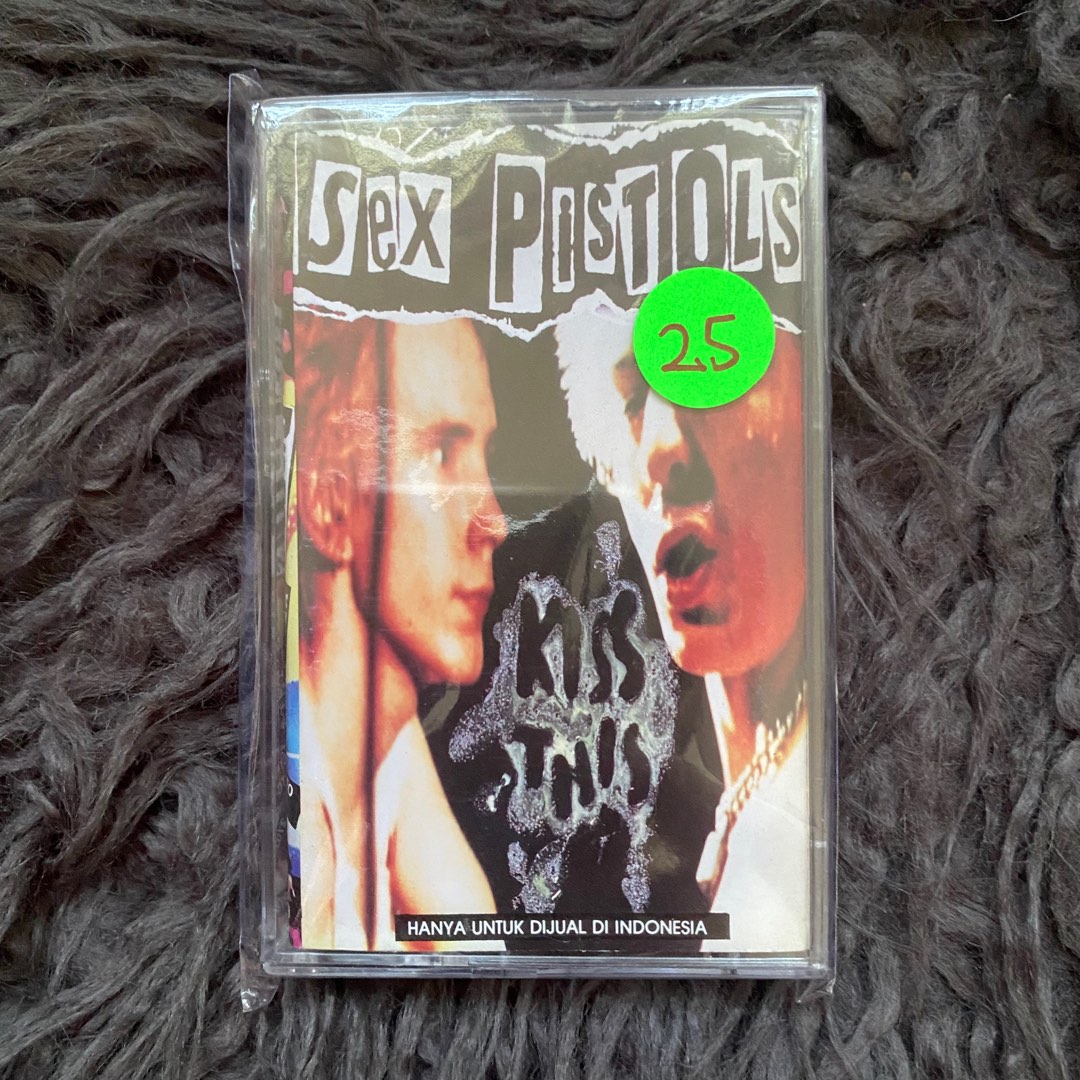 Sex PisTOLs
25
KISS
THIS
HANYA UNTUK DIJUAL DI INDONESIA